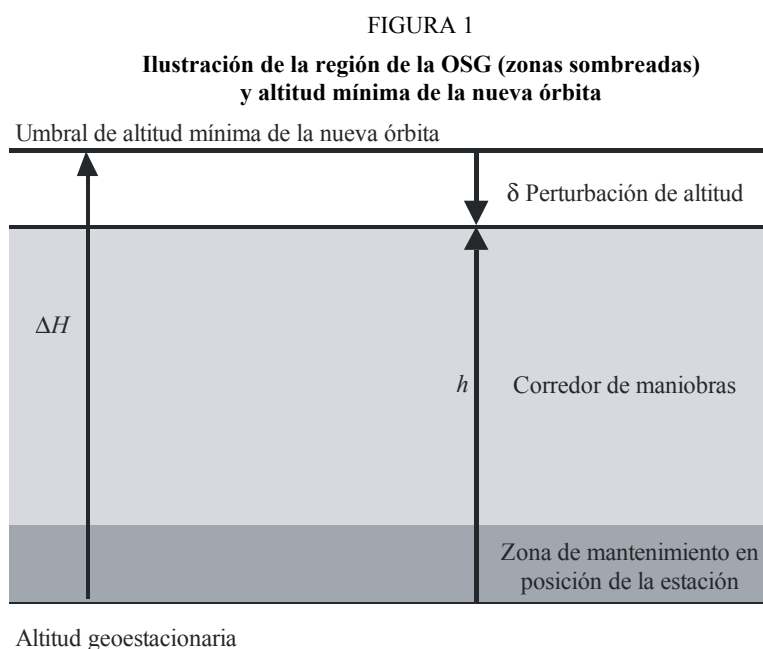 FIGURA 1
Ilustración de la región de la OSG (zonas sombreadas)
y altitud mínima de la nueva órbita
Umbral de altitud mínima de la nueva órbita
δ Perturbación de altitud
ΔH
h
Corredor de maniobras
Zona de mantenimiento en
posición de la estación
Altitud geoestacionaria